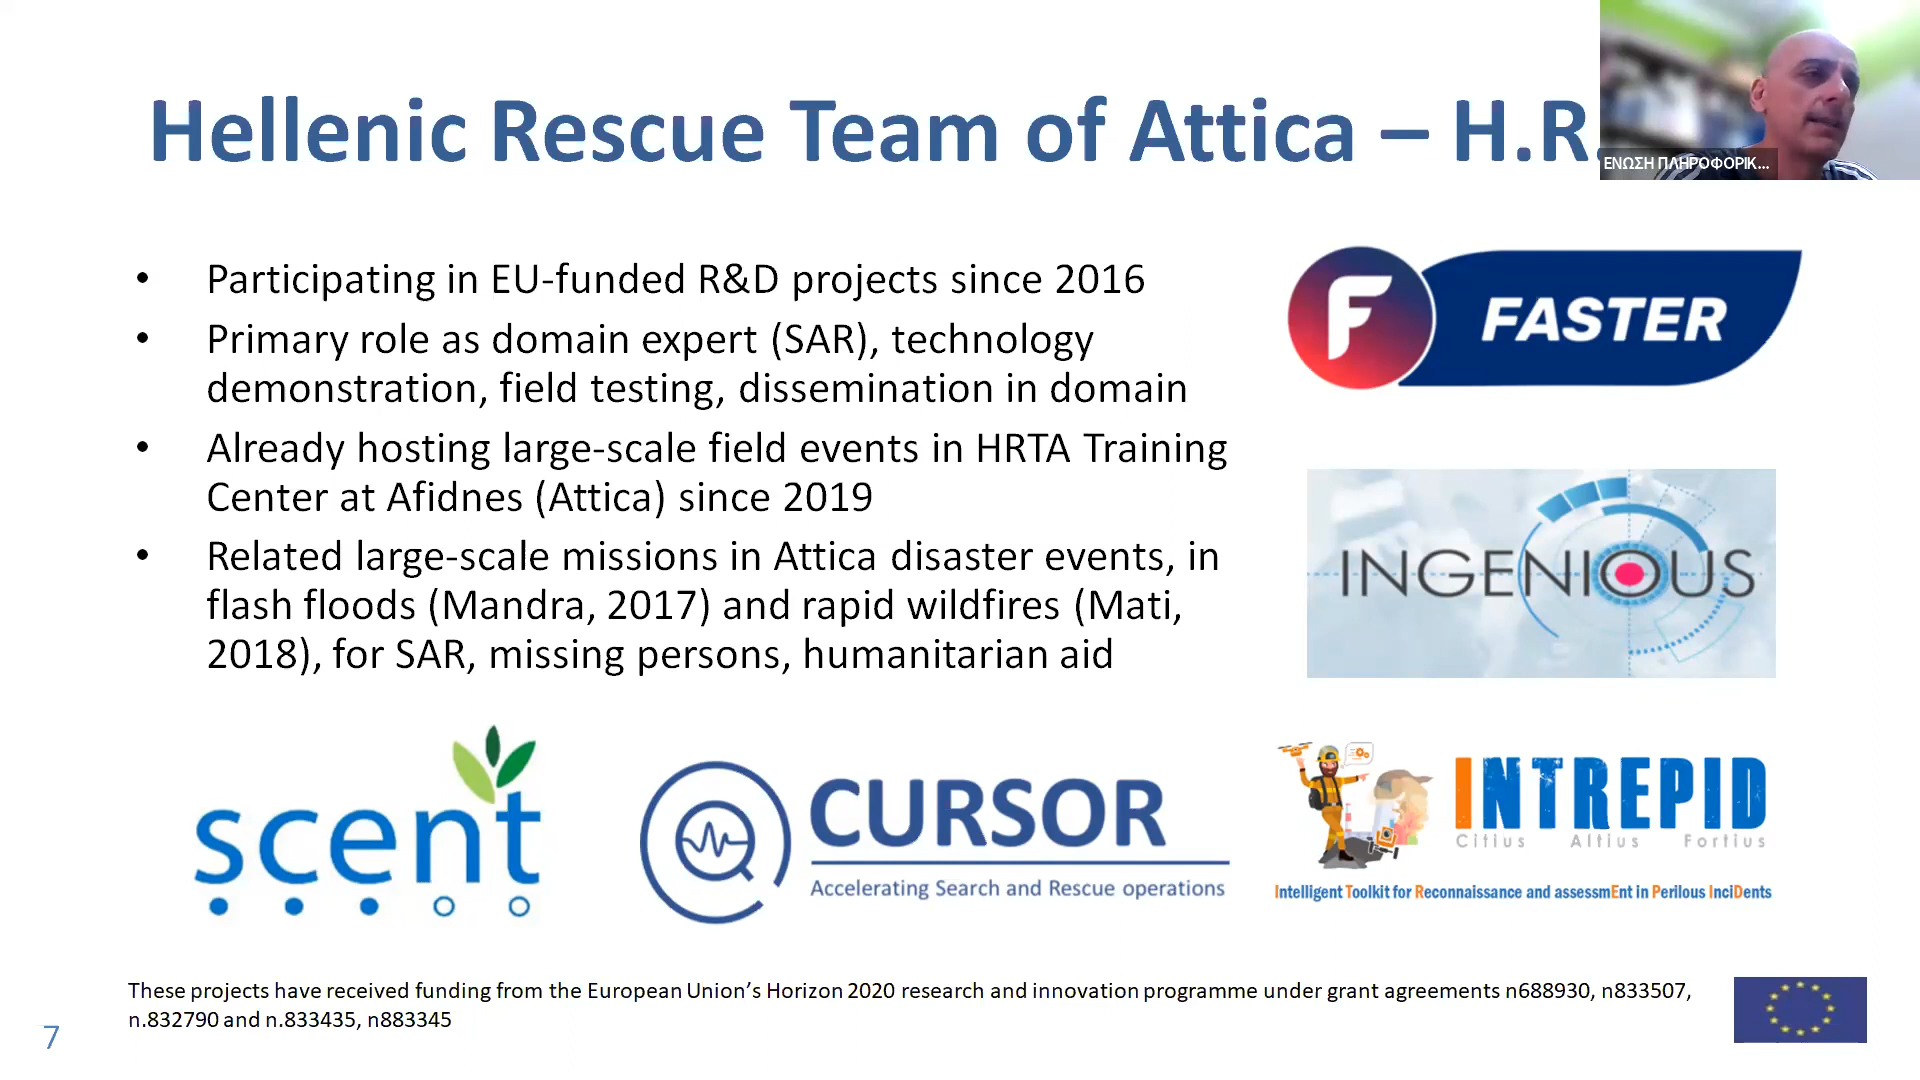 Hellenic Rescue Team of Attica – H.R.
ΕΝΩΣΗ ΠΛΗΡΟΦΟΡΙΚ...
• Participating in EU-funded R&D projects since 2016
• Primary role as domain expert (SAR), technology
demonstration, field testing, dissemination in domain
• Already hosting large-scale field events in HRTA Training
Center at Afidnes (Attica) since 2019
• Related large-scale missions in Attica disaster events, in
flash floods (Mandra, 2017) and rapid wildfires (Mati,
2018), for SAR, missing persons, humanitarian aid
F FASTER
INGENIOUS
scent
CURSOR
Accelerating Search and Rescue operations
INTREPID
Citius Altius Fortius
Intelligent Toolkit for Reconnaissance and assessmEnt in Perilous InciDents
These projects have received funding from the European Union’s Horizon 2020 research and innovation programme under grant agreements n688930, n833507,
n.832790 and n.833435, n883345
7